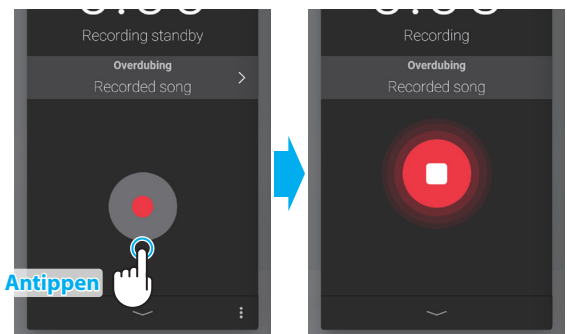 Recording standby
Overdubing
Recorded song
Antippen
Recording
Overdubing
Recorded song